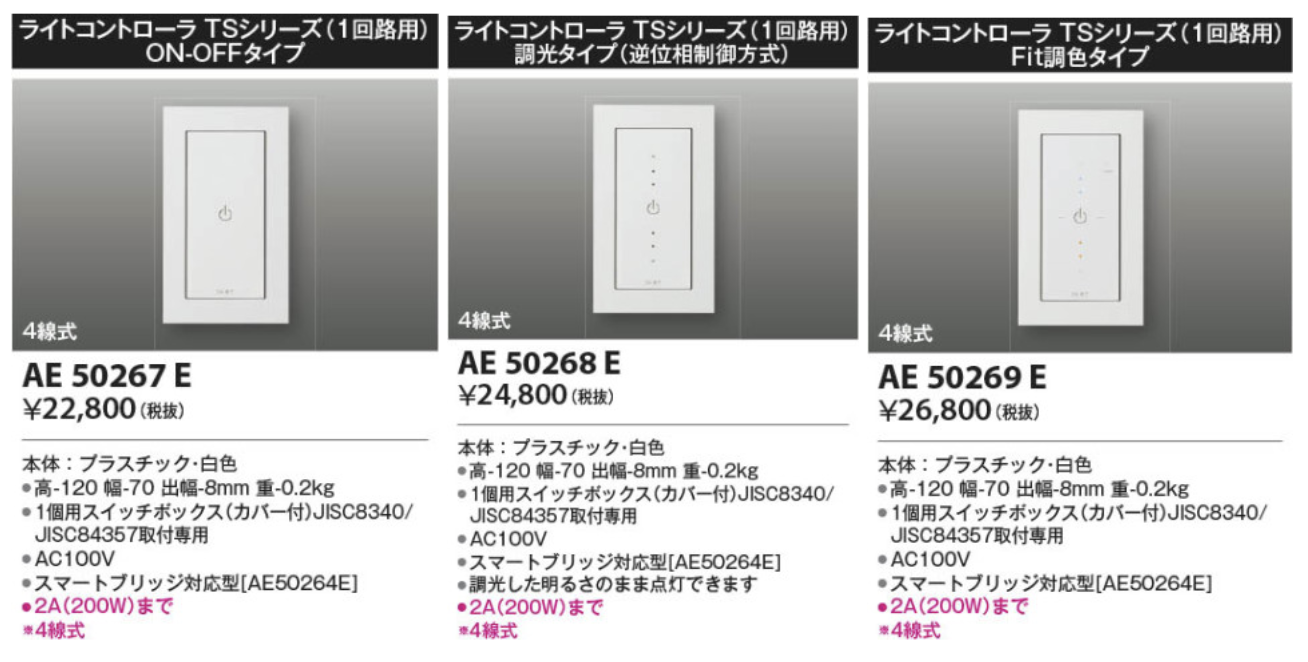 ライトコントローラ TSシリーズ(1回路用)
ON-OFFタイプ
4線式
AE 50267 E
¥22,800(税抜)
本体:プラスチック・白色
●高-120 幅-70 出幅-8mm 重-0.2kg
●1個用スイッチボックス(カバー付)JISC8340/
JISC84357取付専用
●AC100V
●スマートブリッジ対応型[AE50264E]
●2A(200W)まで
※4線式
ライトコントローラ TSシリーズ(1回路用)
調光タイプ(逆位相制御方式)
4線式
AE 50268 E
¥24,800(税抜)
本体:プラスチック・白色
●高-120 幅-70 出幅-8mm 重-0.2kg
●1個用スイッチボックス(カバー付)JISC8340/
JISC84357取付専用
●AC100V
●スマートブリッジ対応型[AE50264E]
●調光した明るさのまま点灯できます
●2A(200W)まで
※4線式
ライトコントローラ TSシリーズ(1回路用)
Fit調色タイプ
4線式
AE 50269 E
¥26,800(税抜)
本体:プラスチック・白色
●高-120 幅-70 出幅-8mm 重-0.2kg
●1個用スイッチボックス(カバー付)JISC8340/
JISC84357取付専用
●AC100V
●スマートブリッジ対応型[AE50264E]
●2A(200W)まで
※4線式